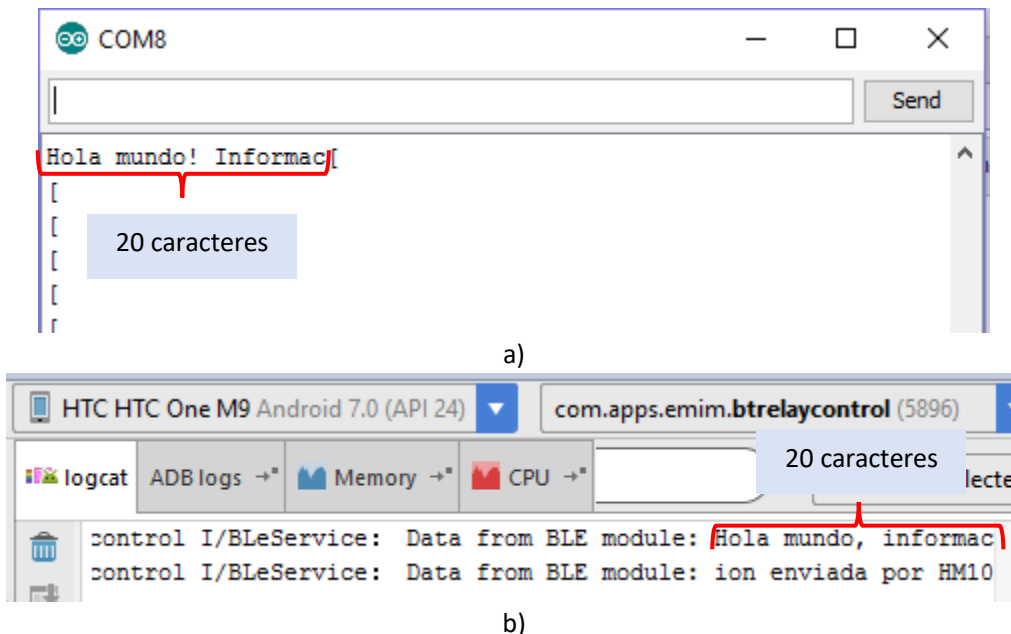 COM8
Send
Hola mundo! Informac[
[
[
20 caracteres
[
[
[
a)
HTC HTC One M9 Android 7.0 (API 24)
com.apps.emim.btrelaycontrol (5896)
20 caracteres
logcat
ADB logs
Memory
CPU
control I/BLeService: Data from BLE module: Hola mundo, informac
control I/BLeService: Data from BLE module: ion enviada por HM10
b)